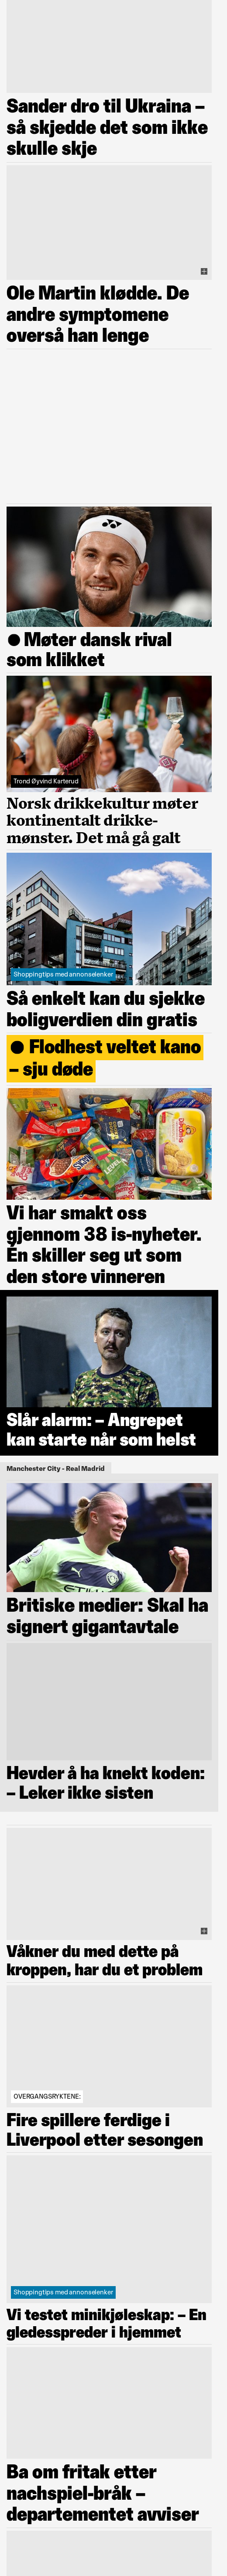 Sander dro til Ukraina –
så skjedde det som ikke
skulle skje
Ole Martin klødde. De
andre symptomene
overså han lenge
● Møter dansk rival
som klikket
Trond Øyvind Karterud
Norsk drikkekultur møter
kontinentalt drikke-
mønster. Det må gå galt
Shoppingtips med annonselenker
Så enkelt kan du sjekke
boligverdien din gratis
● Flodhest veltet kano
– sju døde
Vi har smakt oss
gjennom 38 is-nyheter.
Én skiller seg ut som
den store vinneren
Slår alarm: – Angrepet
kan starte når som helst
Manchester City - Real Madrid
Britiske medier: Skal ha
signert gigantavtale
Hevder å ha knekt koden:
– Leker ikke sisten
Våkner du med dette på
kroppen, har du et problem
OVERGANGSRYKTENE:
Fire spillere ferdige i
Liverpool etter sesongen
Shoppingtips med annonselenker
Vi testet minikjøleskap: – En
gledesspreder i hjemmet
Ba om fritak etter
nachspiel-bråk –
departementet avviser